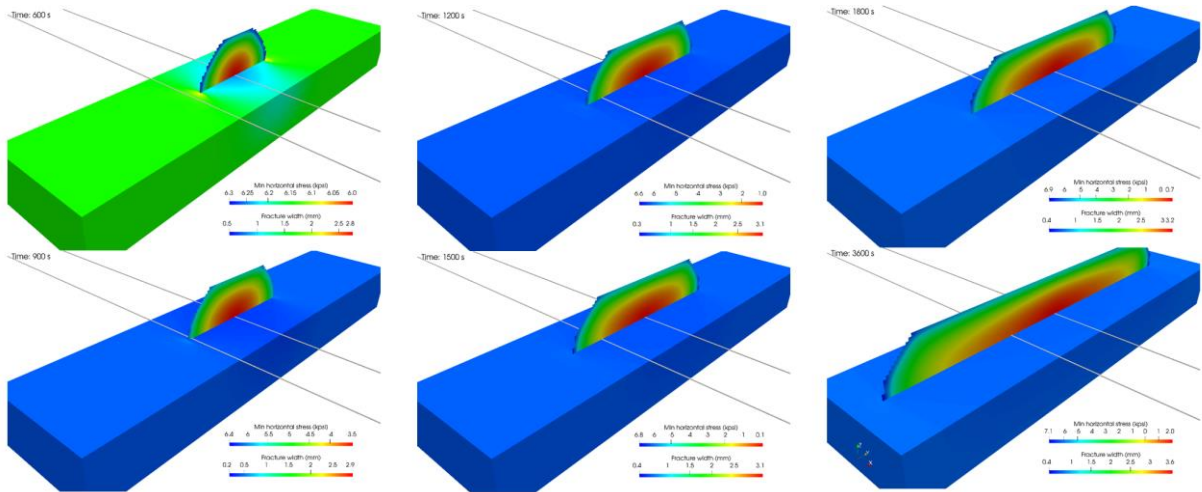 Time: 600 s
Min horizontal stress (kpsi)
6.3 6.25 6.2 6.15 6.1 6.05 6.0
Fracture width (mm)
0.5 1 1.5 2 2.5 2.8
Time: 1200 s
Min horizontal stress (kpsi)
6.6 6 5 4 3 2 1.0
Fracture width (mm)
0.3 1 1.5 2 2.5 3.1
Time: 1800 s
Min horizontal stress (kpsi)
6.9 6 5 4 3 2 1 0 0.7
Fracture width (mm)
0.4 1 1.5 2 2.5 3 3.2
Time: 900 s
Min horizontal stress (kpsi)
6.4 6 5.5 5 4.5 4 3.5
Fracture width (mm)
0.2 1 1.5 2 2.9
Time: 1500 s
Min horizontal stress (kpsi)
6.8 6 5 4 3 2 1 0.1
Fracture width (mm)
0.4 1 1.5 2 2.5 3.1
Time: 3600 s
Min horizontal stress (kpsi)
7.1 6 5 4 3 2 1 0 1 2.0
Fracture width (mm)
0.4 1 1.5 2 2.5 3 3.6